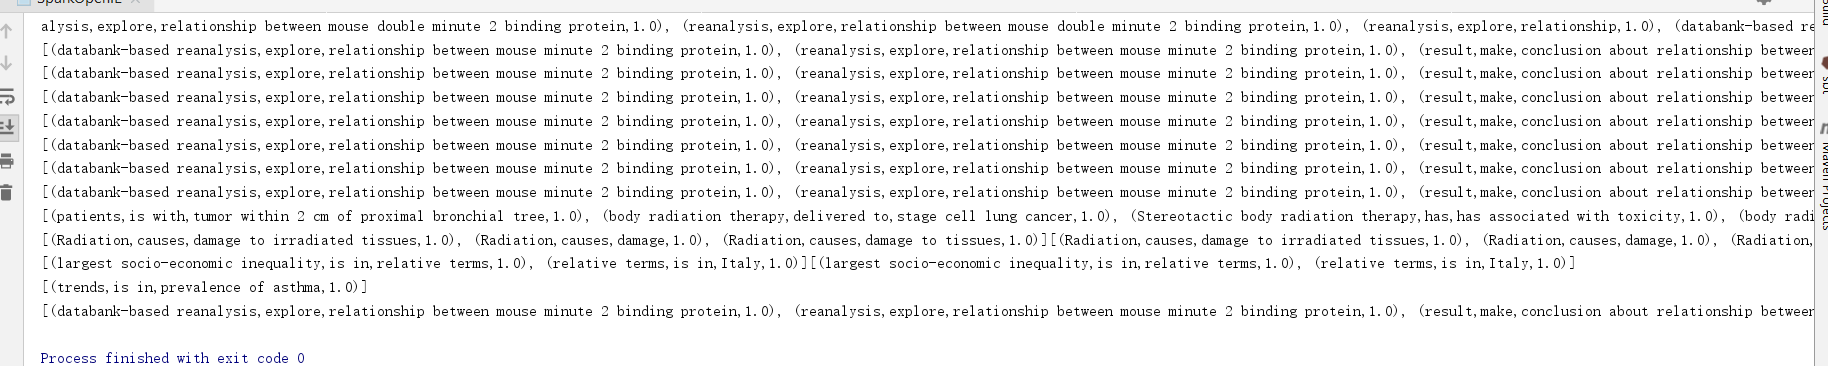 SparkOpenIE
alysis,explore,relationship between mouse double minute 2 binding protein,1.0), (reanalysis,explore,relationship between mouse double minute 2 binding protein,1.0), (reanalysis,explore,relationship,1.0), (databank-based re
[(databank-based reanalysis,explore,relationship between mouse minute 2 binding protein,1.0), (reanalysis,explore,relationship between mouse minute 2 binding protein,1.0), (result,make,conclusion about relationship between
[(databank-based reanalysis,explore,relationship between mouse minute 2 binding protein,1.0), (reanalysis,explore,relationship between mouse minute 2 binding protein,1.0), (result,make,conclusion about relationship between
[(databank-based reanalysis,explore,relationship between mouse minute 2 binding protein,1.0), (reanalysis,explore,relationship between mouse minute 2 binding protein,1.0), (result,make,conclusion about relationship between
[(databank-based reanalysis,explore,relationship between mouse minute 2 binding protein,1.0), (reanalysis,explore,relationship between mouse minute 2 binding protein,1.0), (result,make,conclusion about relationship between
[(databank-based reanalysis,explore,relationship between mouse minute 2 binding protein,1.0), (reanalysis,explore,relationship between mouse minute 2 binding protein,1.0), (result,make,conclusion about relationship between
[(databank-based reanalysis,explore,relationship between mouse minute 2 binding protein,1.0), (reanalysis,explore,relationship between mouse minute 2 binding protein,1.0), (result,make,conclusion about relationship between
[(databank-based reanalysis,explore,relationship between mouse minute 2 binding protein,1.0), (reanalysis,explore,relationship between mouse minute 2 binding protein,1.0), (result,make,conclusion about relationship between
[(patients,is with,tumor within 2 cm of proximal bronchial tree,1.0), (body radiation therapy,delivered to,stage cell lung cancer,1.0), (Stereotactic body radiation therapy,has,has associated with toxicity,1.0), (body radi
[(Radiation,causes,damage to irradiated tissues,1.0), (Radiation,causes,damage,1.0), (Radiation,causes,damage to tissues,1.0)][(Radiation,causes,damage to irradiated tissues,1.0), (Radiation,causes,damage,1.0), (Radiation,
[(largest socio-economic inequality,is in,relative terms,1.0), (relative terms,is in,Italy,1.0)][(largest socio-economic inequality,is in,relative terms,1.0), (relative terms,is in,Italy,1.0)]
[(trends,is in,prevalence of asthma,1.0)]
[(databank-based reanalysis,explore,relationship between mouse minute 2 binding protein,1.0), (reanalysis,explore,relationship between mouse minute 2 binding protein,1.0), (result,make,conclusion about relationship between
Process finished with exit code 0
Maven Projects